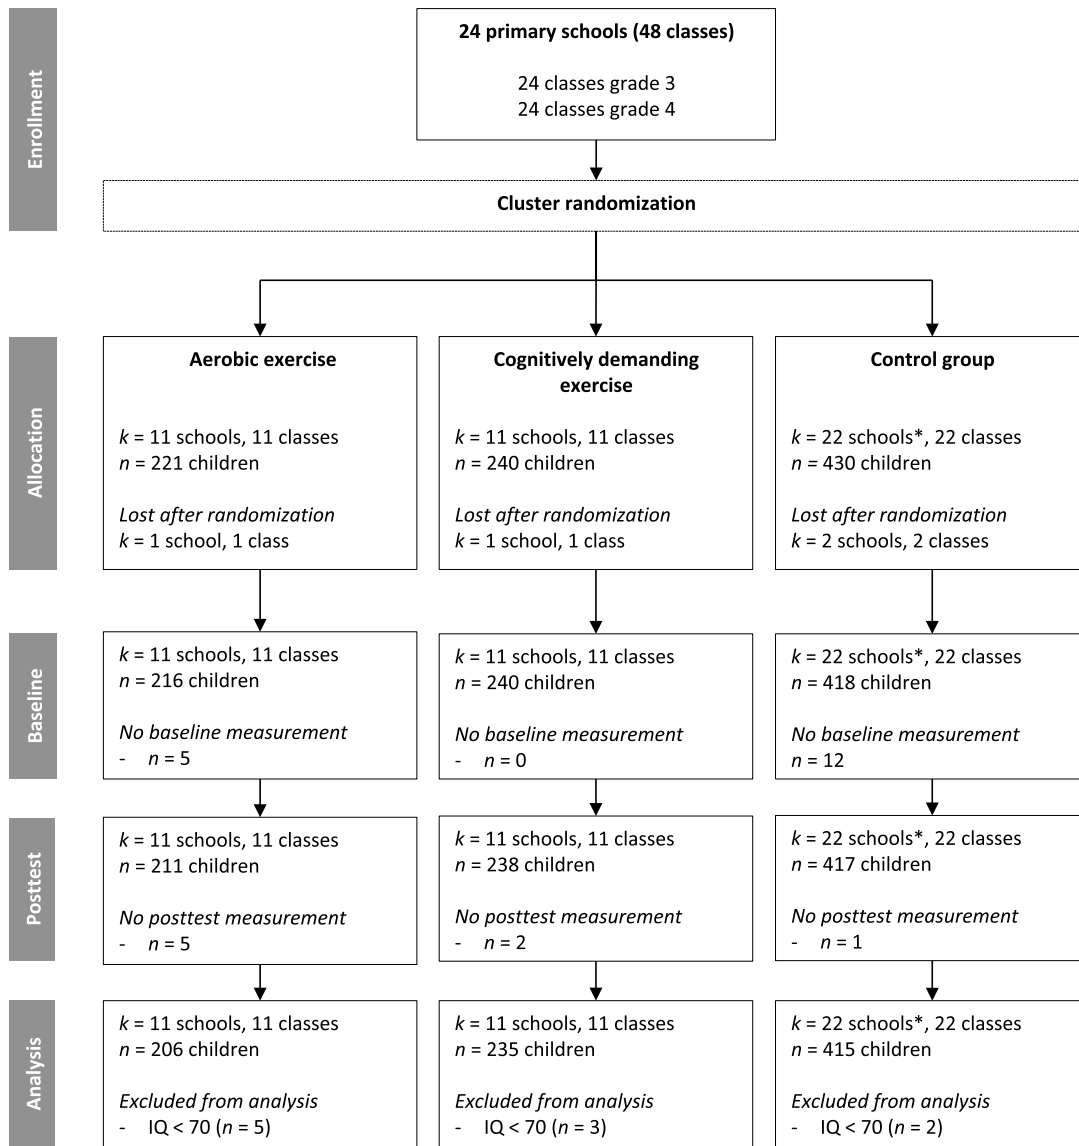 Enrollment
24 primary schools (48 classes)
24 classes grade 3
24 classes grade 4
Cluster randomization
Allocation
Aerobic exercise
k = 11 schools, 11 classes
n = 221 children
Lost after randomization
k = 1 school, 1 class
Cognitively demanding
exercise
k = 11 schools, 11 classes
n = 240 children
Lost after randomization
k = 1 school, 1 class
Control group
k = 22 schools*, 22 classes
n = 430 children
Lost after randomization
k = 2 schools, 2 classes
Baseline
k = 11 schools, 11 classes
n = 216 children
No baseline measurement
- n = 5
k = 11 schools, 11 classes
n = 240 children
No baseline measurement
- n = 0
k = 22 schools*, 22 classes
n = 418 children
No baseline measurement
n = 12
Posttest
k = 11 schools, 11 classes
n = 211 children
No posttest measurement
- n = 5
k = 11 schools, 11 classes
n = 238 children
No posttest measurement
- n = 2
k = 22 schools*, 22 classes
n = 417 children
No posttest measurement
- n = 1
Analysis
k = 11 schools, 11 classes
n = 206 children
Excluded from analysis
- IQ < 70 (n = 5)
k = 11 schools, 11 classes
n = 235 children
Excluded from analysis
- IQ < 70 (n = 3)
k = 22 schools*, 22 classes
n = 415 children
Excluded from analysis
- IQ < 70 (n = 2)